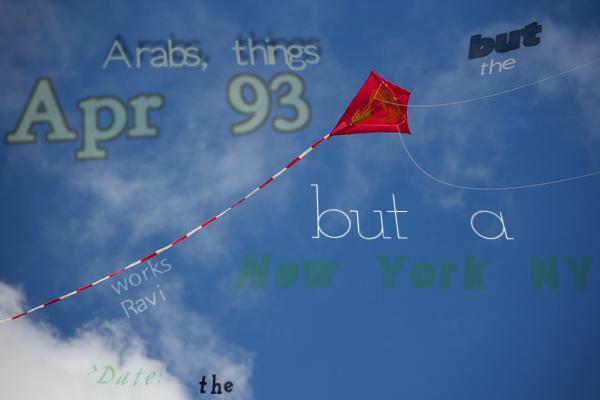 Arabs, things
but
the
Apr 93
but a
works
Ravi
New York NY
>Date:
the